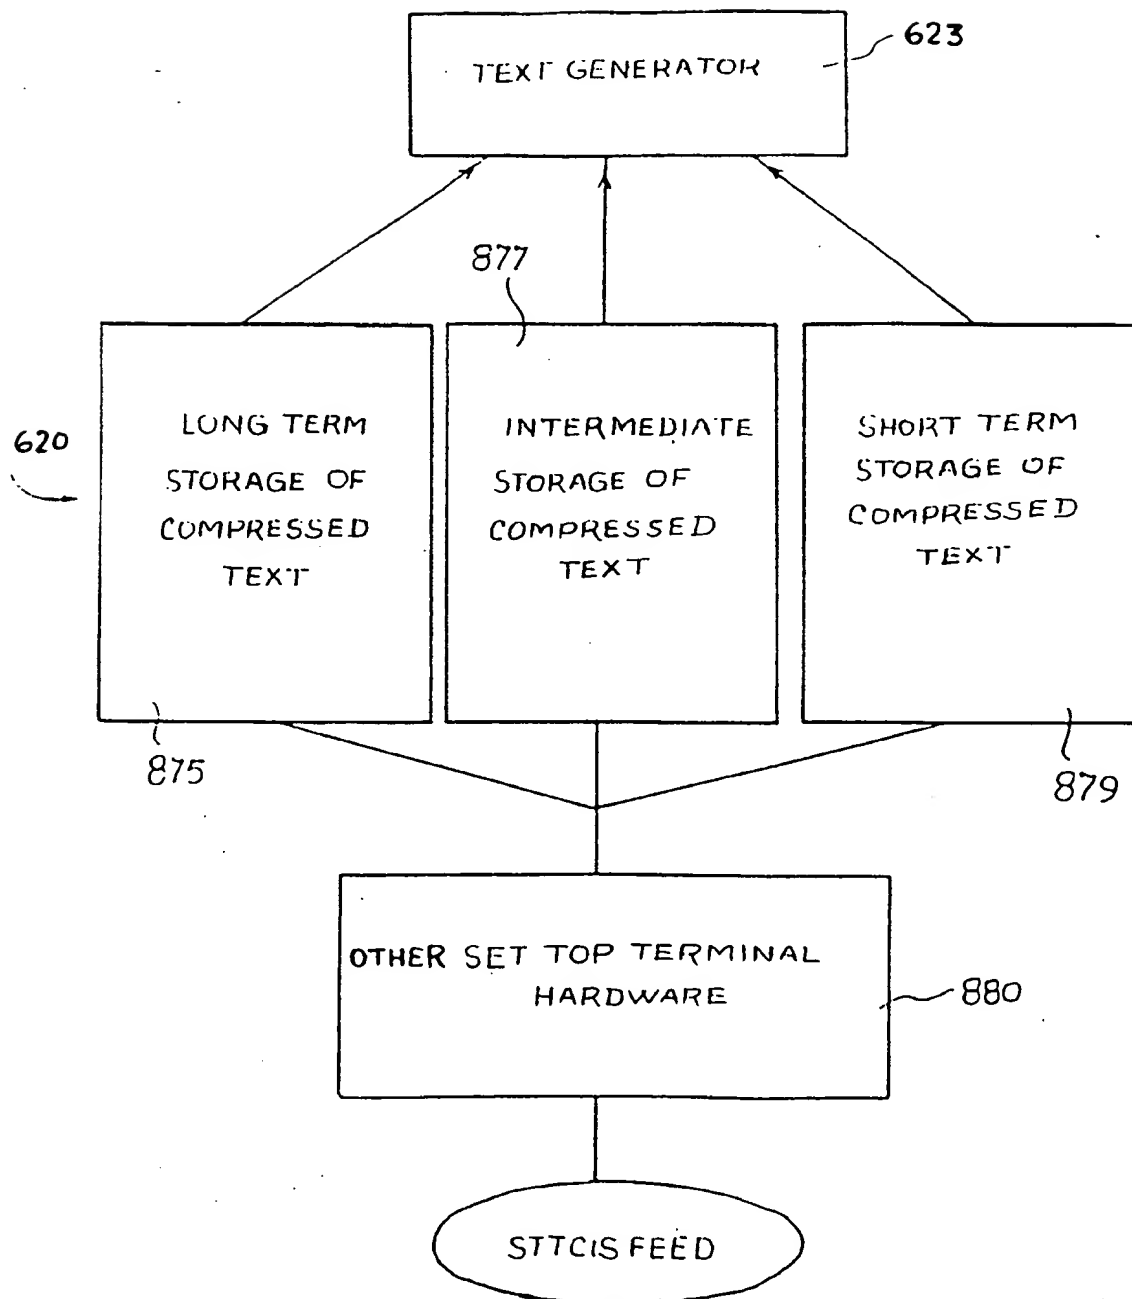 623
TEXT GENERATOR
877
620
LONG TERM
STORAGE OF
COMPRESSED
TEXT
INTERMEDIATE
STORAGE OF
COMPRESSED
TEXT
SHORT TERM
STORAGE OF
COMPRESSED
TEXT
875
879
OTHER SET TOP TERMINAL
HARDWARE
880
STTCIS FEED